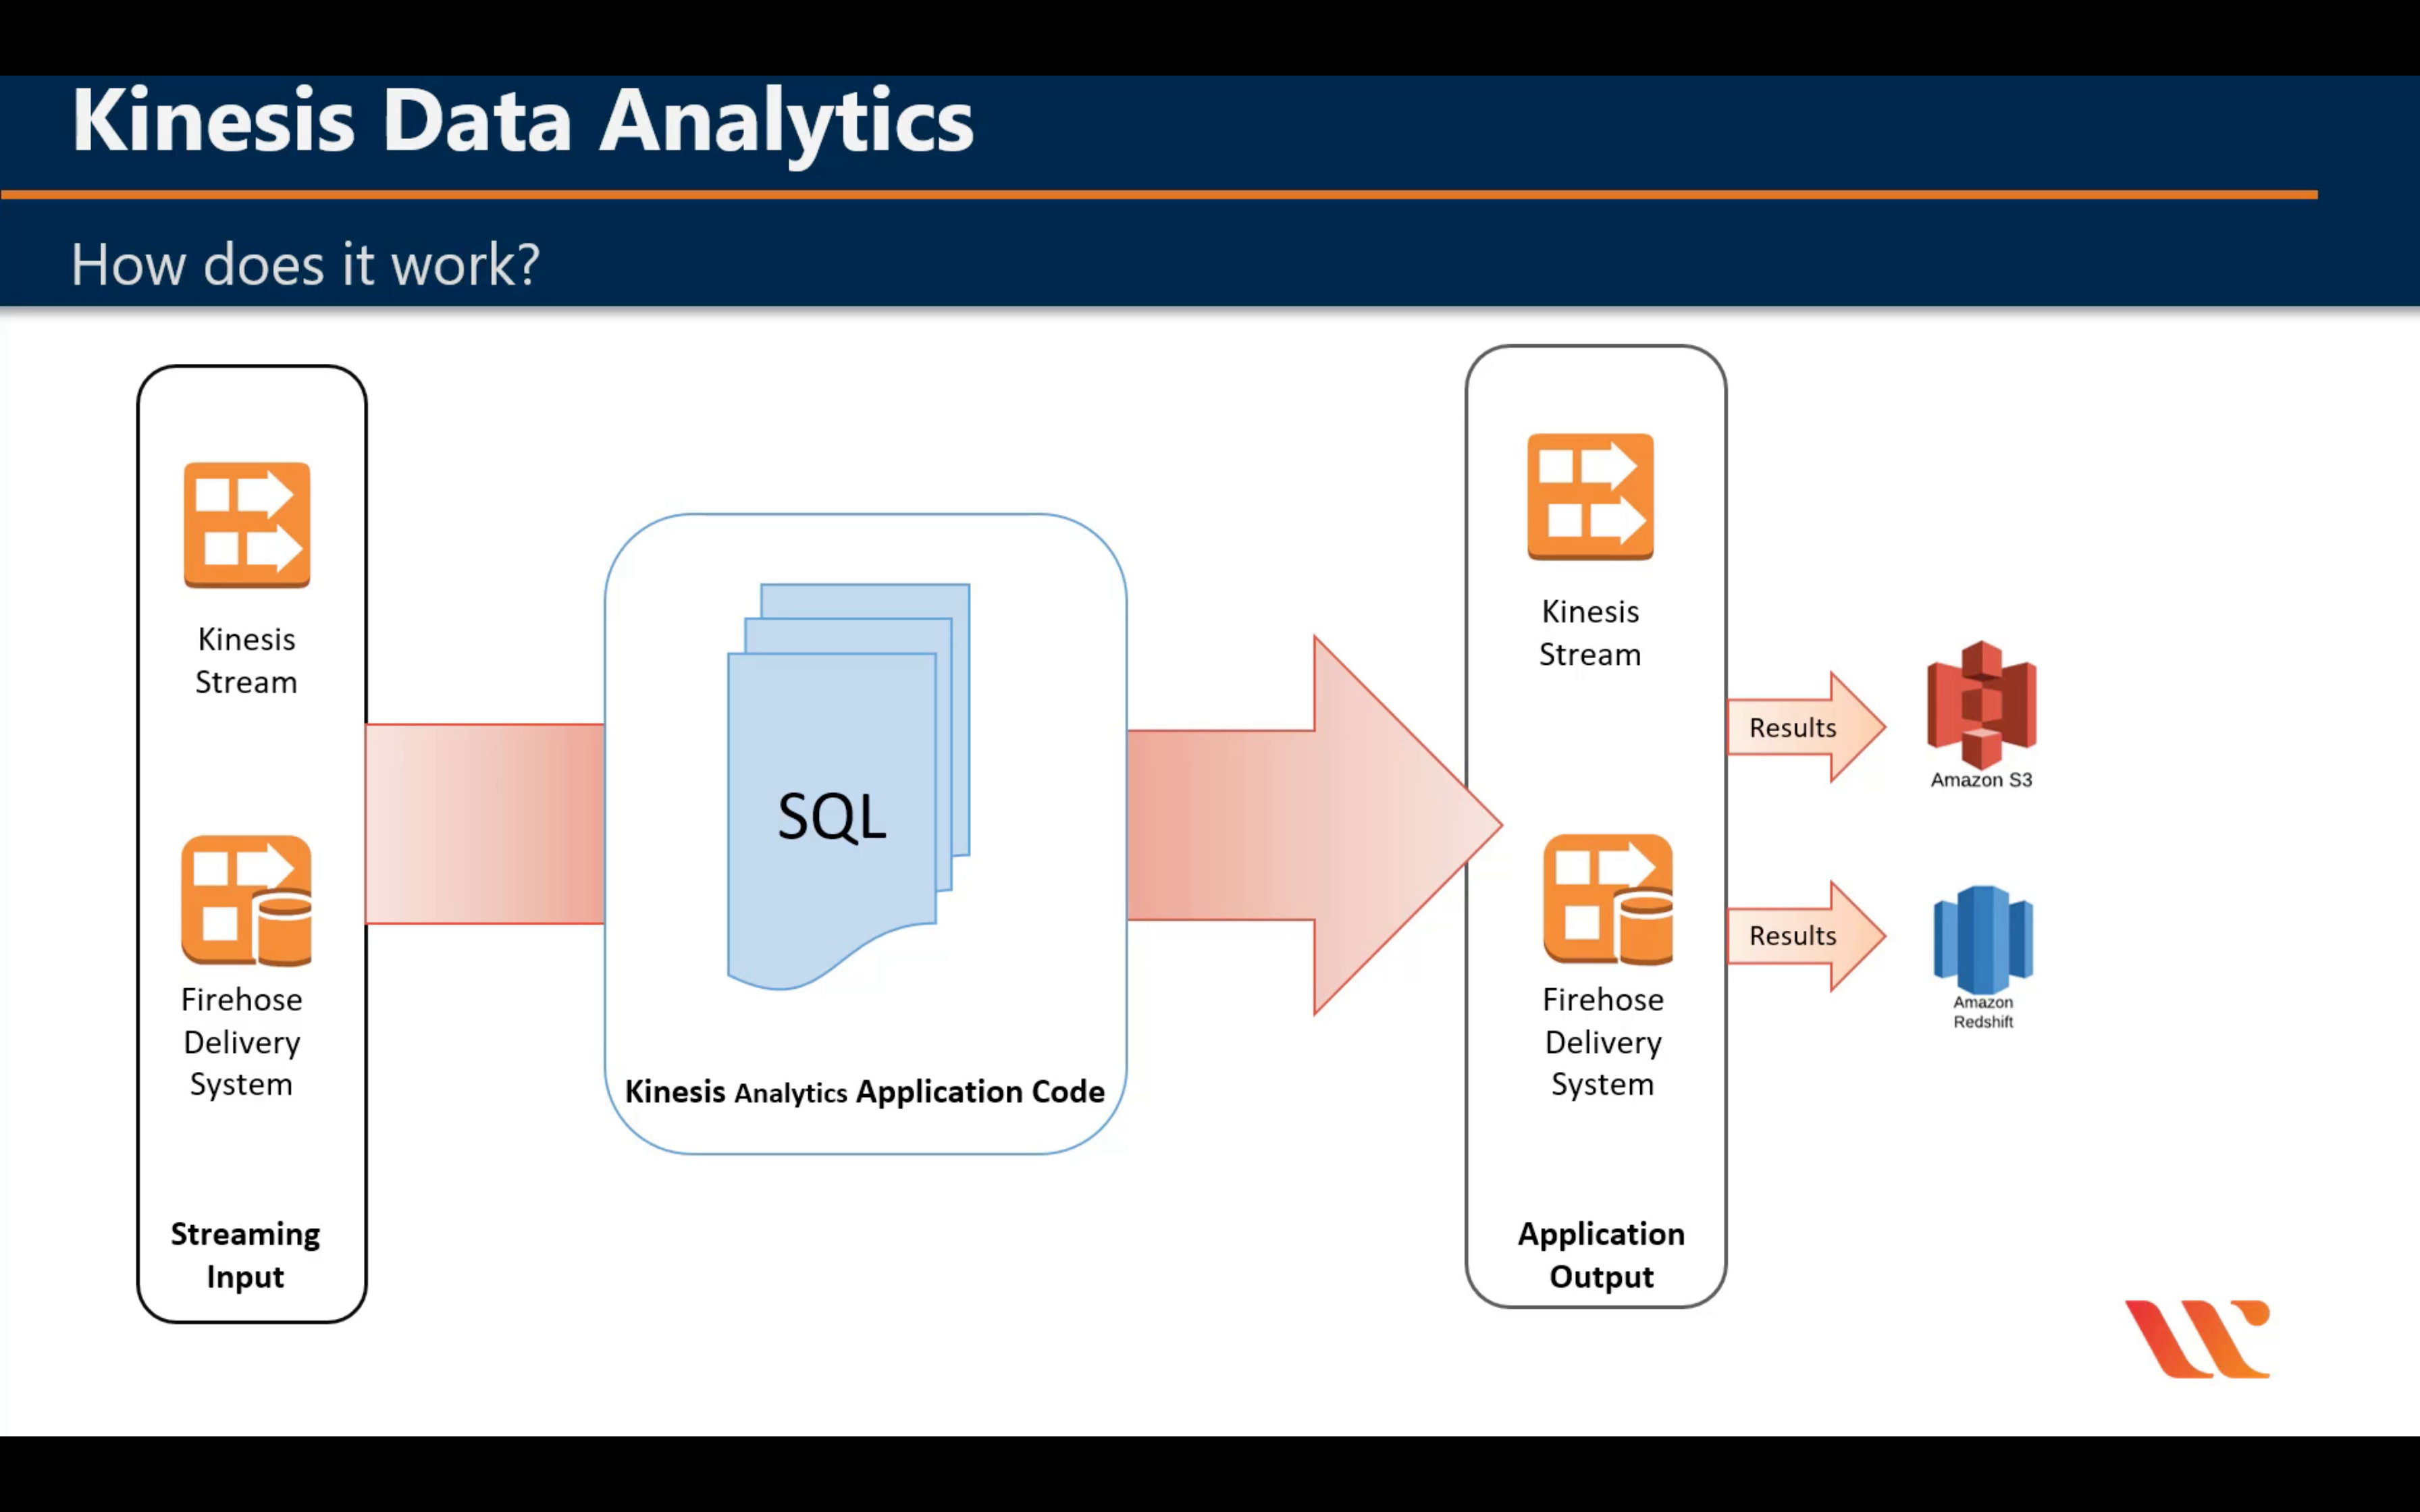 Kinesis Data Analytics
How does it work?
Kinesis
Stream
Firehose
Delivery
System
Streaming
Input
SQL
Kinesis Analytics Application Code
Kinesis
Stream
Firehose
Delivery
System
Application
Output
Results
Results
Amazon S3
Amazon
Redshift